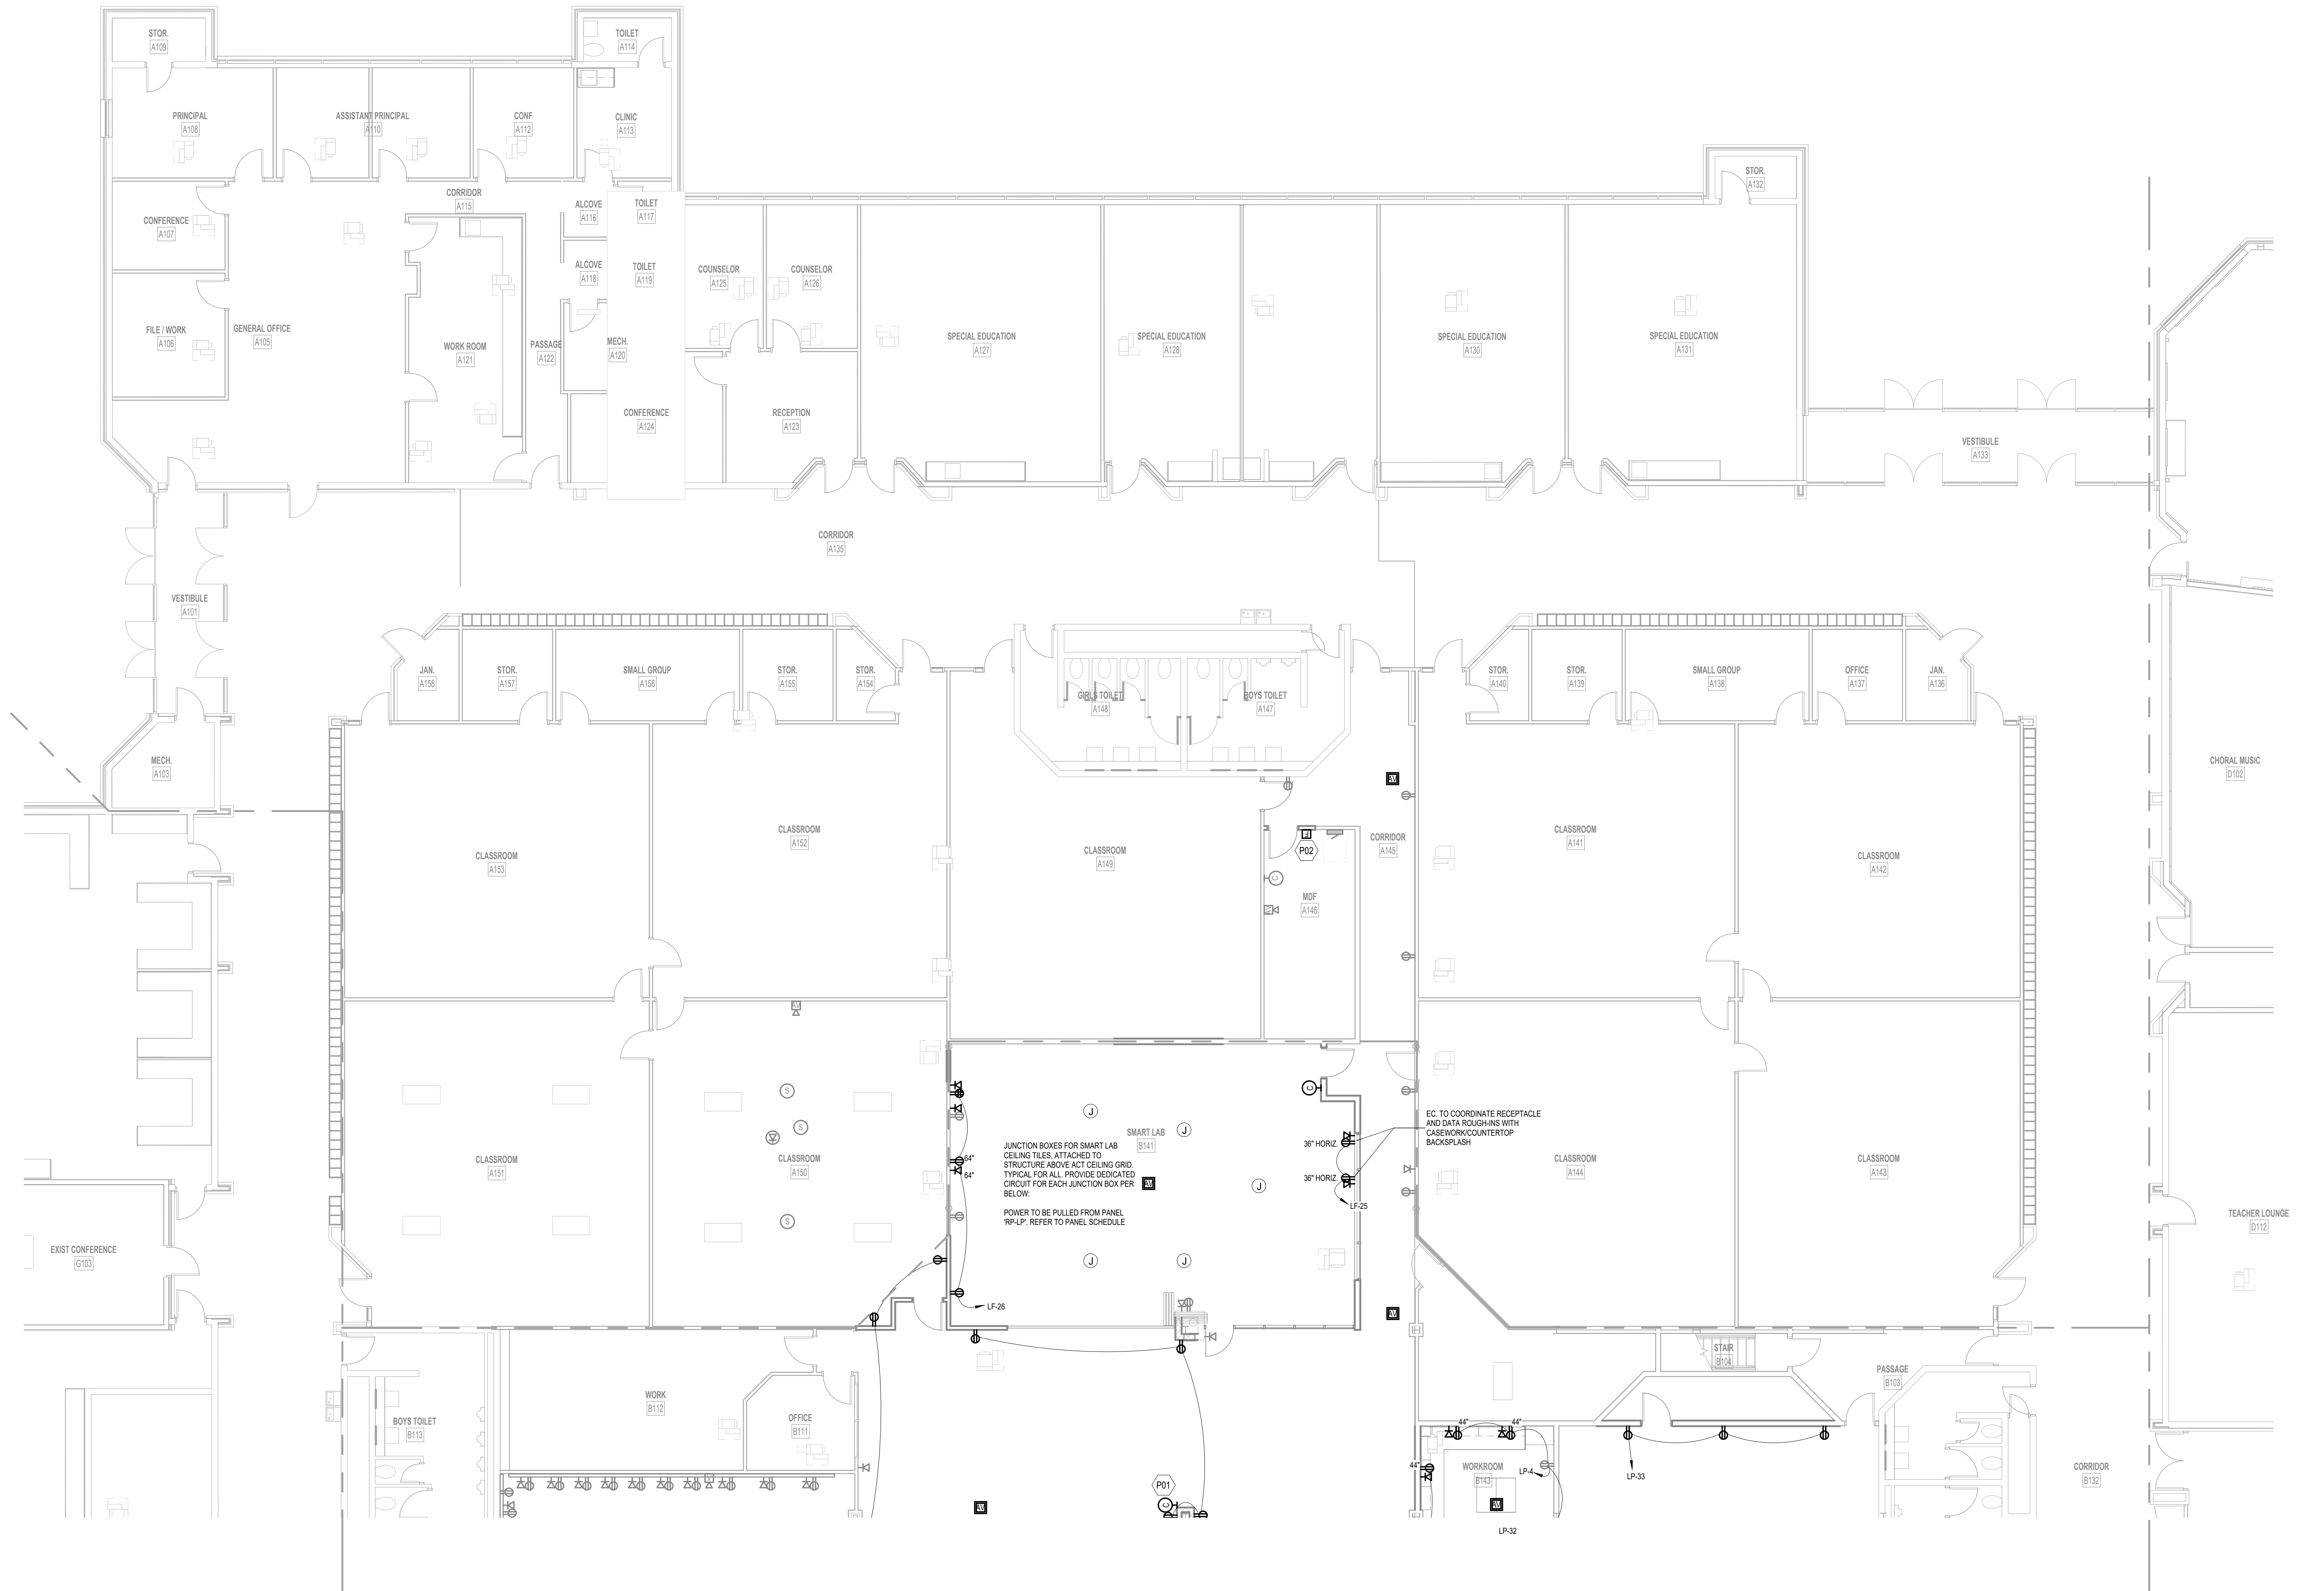 STOR.
A109
TOILET
A114
PRINCIPAL
A108
ASSISTANT PRINCIPAL
A110
CONF
A112
CLINIC
A113
STOR.
A132
CORRIDOR
A115
ALCOVE
A116
TOILET
A117
CONFERENCE
A107
ALCOVE
A118
TOILET
A119
COUNSELOR
A125
COUNSELOR
A126
FILE / WORK
A106
GENERAL OFFICE
A105
WORK ROOM
A121
PASSAGE
A122
MECH.
A120
SPECIAL EDUCATION
A127
SPECIAL EDUCATION
A128
SPECIAL EDUCATION
A130
SPECIAL EDUCATION
A131
CONFERENCE
A124
RECEPTION
A123
VESTIBULE
A133
CORRIDOR
A135
VESTIBULE
A101
JAN.
A158
STOR.
A157
SMALL GROUP
A156
STOR.
A155
STOR.
A154
GIRLS TOILET
A148
BOYS TOILET
A147
STOR.
A140
STOR.
A139
SMALL GROUP
A138
OFFICE
A137
JAN.
A136
MECH.
A103
CHORAL MUSIC
D102
AV
CLASSROOM
A153
CLASSROOM
A152
CLASSROOM
A149
P02
CORRIDOR
A145
CLASSROOM
A141
CLASSROOM
A142
C
MDF
A146
AV
S
S
S
C
J
J
J
J
J
SMART LAB
B141
JUNCTION BOXES FOR SMART LAB
CEILING TILES, ATTACHED TO
STRUCTURE ABOVE ACT CEILING GRID.
TYPICAL FOR ALL. PROVIDE DEDICATED
CIRCUIT FOR EACH JUNCTION BOX PER
BELOW:
POWER TO BE PULLED FROM PANEL
'RP-LP'. REFER TO PANEL SCHEDULE
AV
64"
64"
36" HORIZ.
36" HORIZ.
LF-25
EC. TO COORDINATE RECEPTACLE
AND DATA ROUGH-INS WITH
CASEWORK/COUNTERTOP
BACKSPLASH
CLASSROOM
A151
CLASSROOM
A150
CLASSROOM
A144
CLASSROOM
A143
EXIST CONFERENCE
G103
TEACHER LOUNGE
D112
LF-26
AV
STAIR
B104
PASSAGE
B103
WORK
B112
OFFICE
B111
BOYS TOILET
B113
44"
44"
44"
WORKROOM
B143
LP-4
LP-33
CORRIDOR
B132
P01
C
AV
AV
LP-32